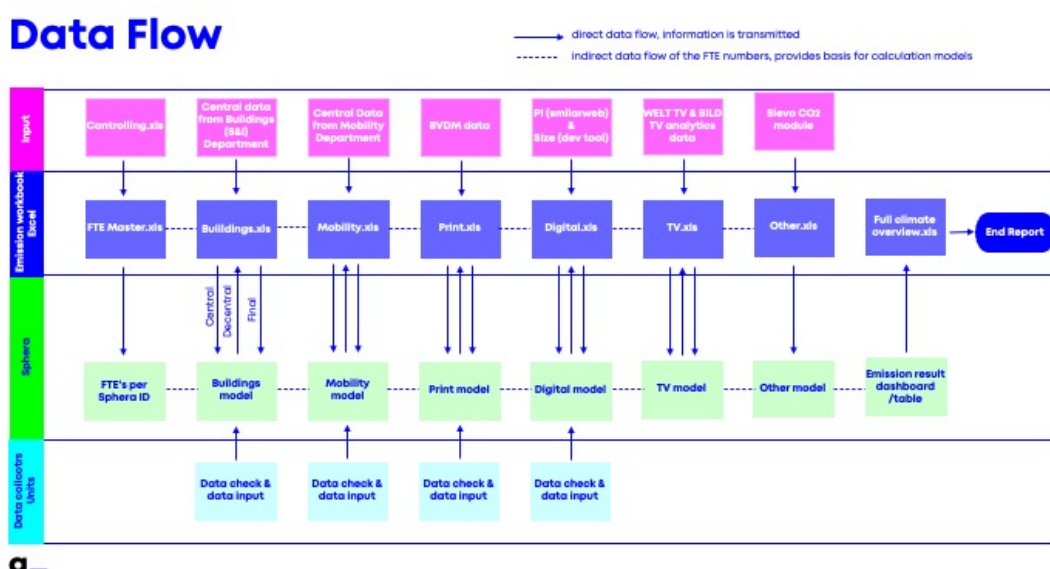 Data Flow
direct data flow, information is transmitted
indirect data flow of the FTE numbers, provides basis for calculation models
Input
Controlling.xls
Central data
from Buildings
(S&I)
Department
Central Data
from Mobility
Department
BVDM data
PI (smilarweb)
&
Size (dev tool)
WELT TV & BILD
TV analytics
data
Sievo CO2
module
Emission workbook
Excel
FTE Master.xls
Buiildings.xls
Mobility.xls
Print.xls
Digital.xls
TV.xls
Other.xls
Full climate
overview.xls
End Report
Sphera
Central
Decentral
Final
FTE's per
Sphera ID
Buildings
model
Mobility
model
Print model
Digital model
TV model
Other model
Emission result
dashboard
/table
Data collcotrs
Units
Data check &
data input
Data check &
data input
Data check &
data input
Data check &
data input
a_